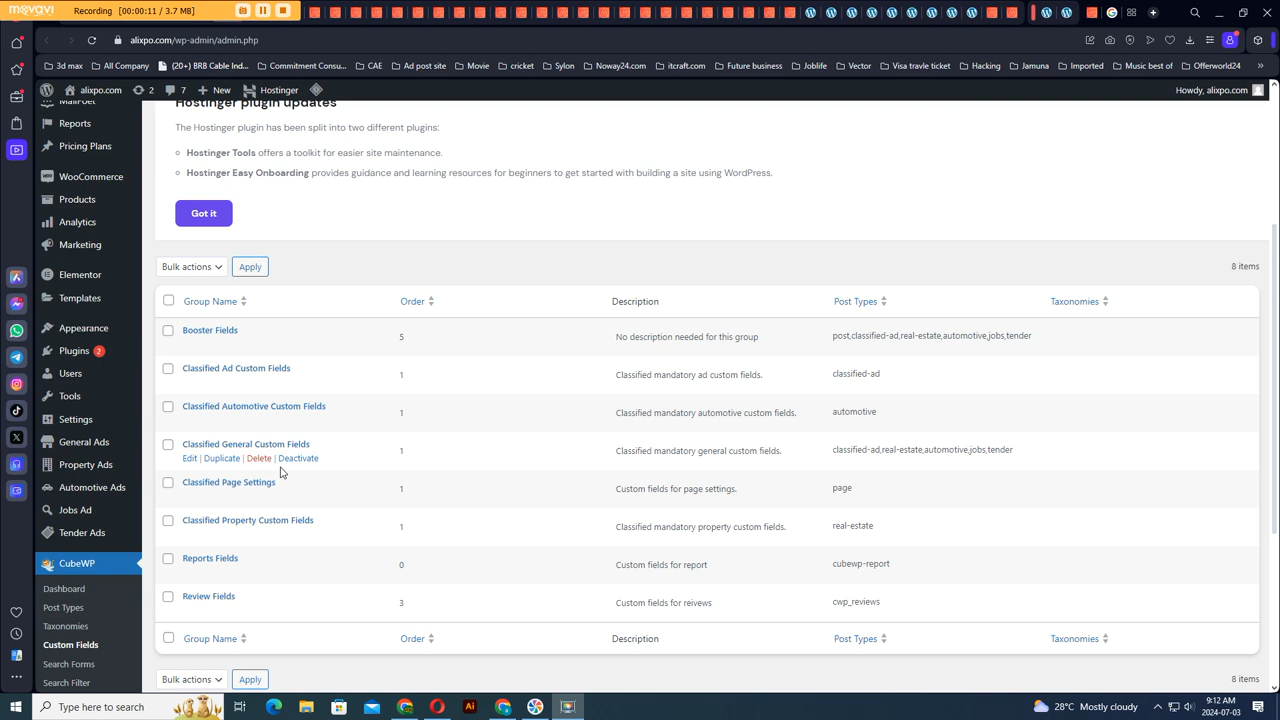 movavi Recording [00:00:11 / 3.7 MB]
alixpo.com/wp-admin/admin.php
3d max
All Company
(20+) BRB Cable Ind...
Commitment Consu...
CAE
Ad post site
Movie
cricket
Sylon
Noway24.com
itcraft.com
Future business
Joblife
Vector
Visa travele ticket
Hacking
Jamuna
Imported
Music best of
Offerworld24
alixpo.com 2 7 New Hostinger Howdy, alixpo.com
MailPoet
Reports
Pricing Plans
WooCommerce
Products
Analytics
Marketing
Elementor
Templates
Appearance
Plugins 2
Users
Tools
Settings
General Ads
Property Ads
Automotive Ads
Jobs Ad
Tender Ads
CubeWP
Dashboard
Post Types
Taxonomies
Custom Fields
Search Forms
Search Filter
Hostinger plugin updates
The Hostinger plugin has been split into two different plugins:
Hostinger Tools offers a toolkit for easier site maintenance.
Hostinger Easy Onboarding provides guidance and learning resources for beginners to get started with building a site using WordPress.
Got it
Bulk actions Apply 8 items
Group Name Order Description Post Types Taxonomies
Booster Fields 5 No description needed for this group post,classified-ad,real-estate,automotive,jobs,tender
Classified Ad Custom Fields 1 Classified mandatory ad custom fields. classified-ad
Classified Automotive Custom Fields 1 Classified mandatory automotive custom fields. automotive
Classified General Custom Fields 1 Classified mandatory general custom fields. classified-ad,real-estate,automotive,jobs,tender
Edit | Duplicate | Delete | Deactivate
Classified Page Settings 1 Custom fields for page settings. page
Classified Property Custom Fields 1 Classified mandatory property custom fields. real-estate
Reports Fields 0 Custom fields for report cubewp-report
Review Fields 3 Custom fields for reivews cwp_reviews
Group Name Order Description Post Types Taxonomies
Bulk actions Apply 8 items
Type here to search
Ai
28°C Mostly cloudy
9:12 AM
2024-07-03